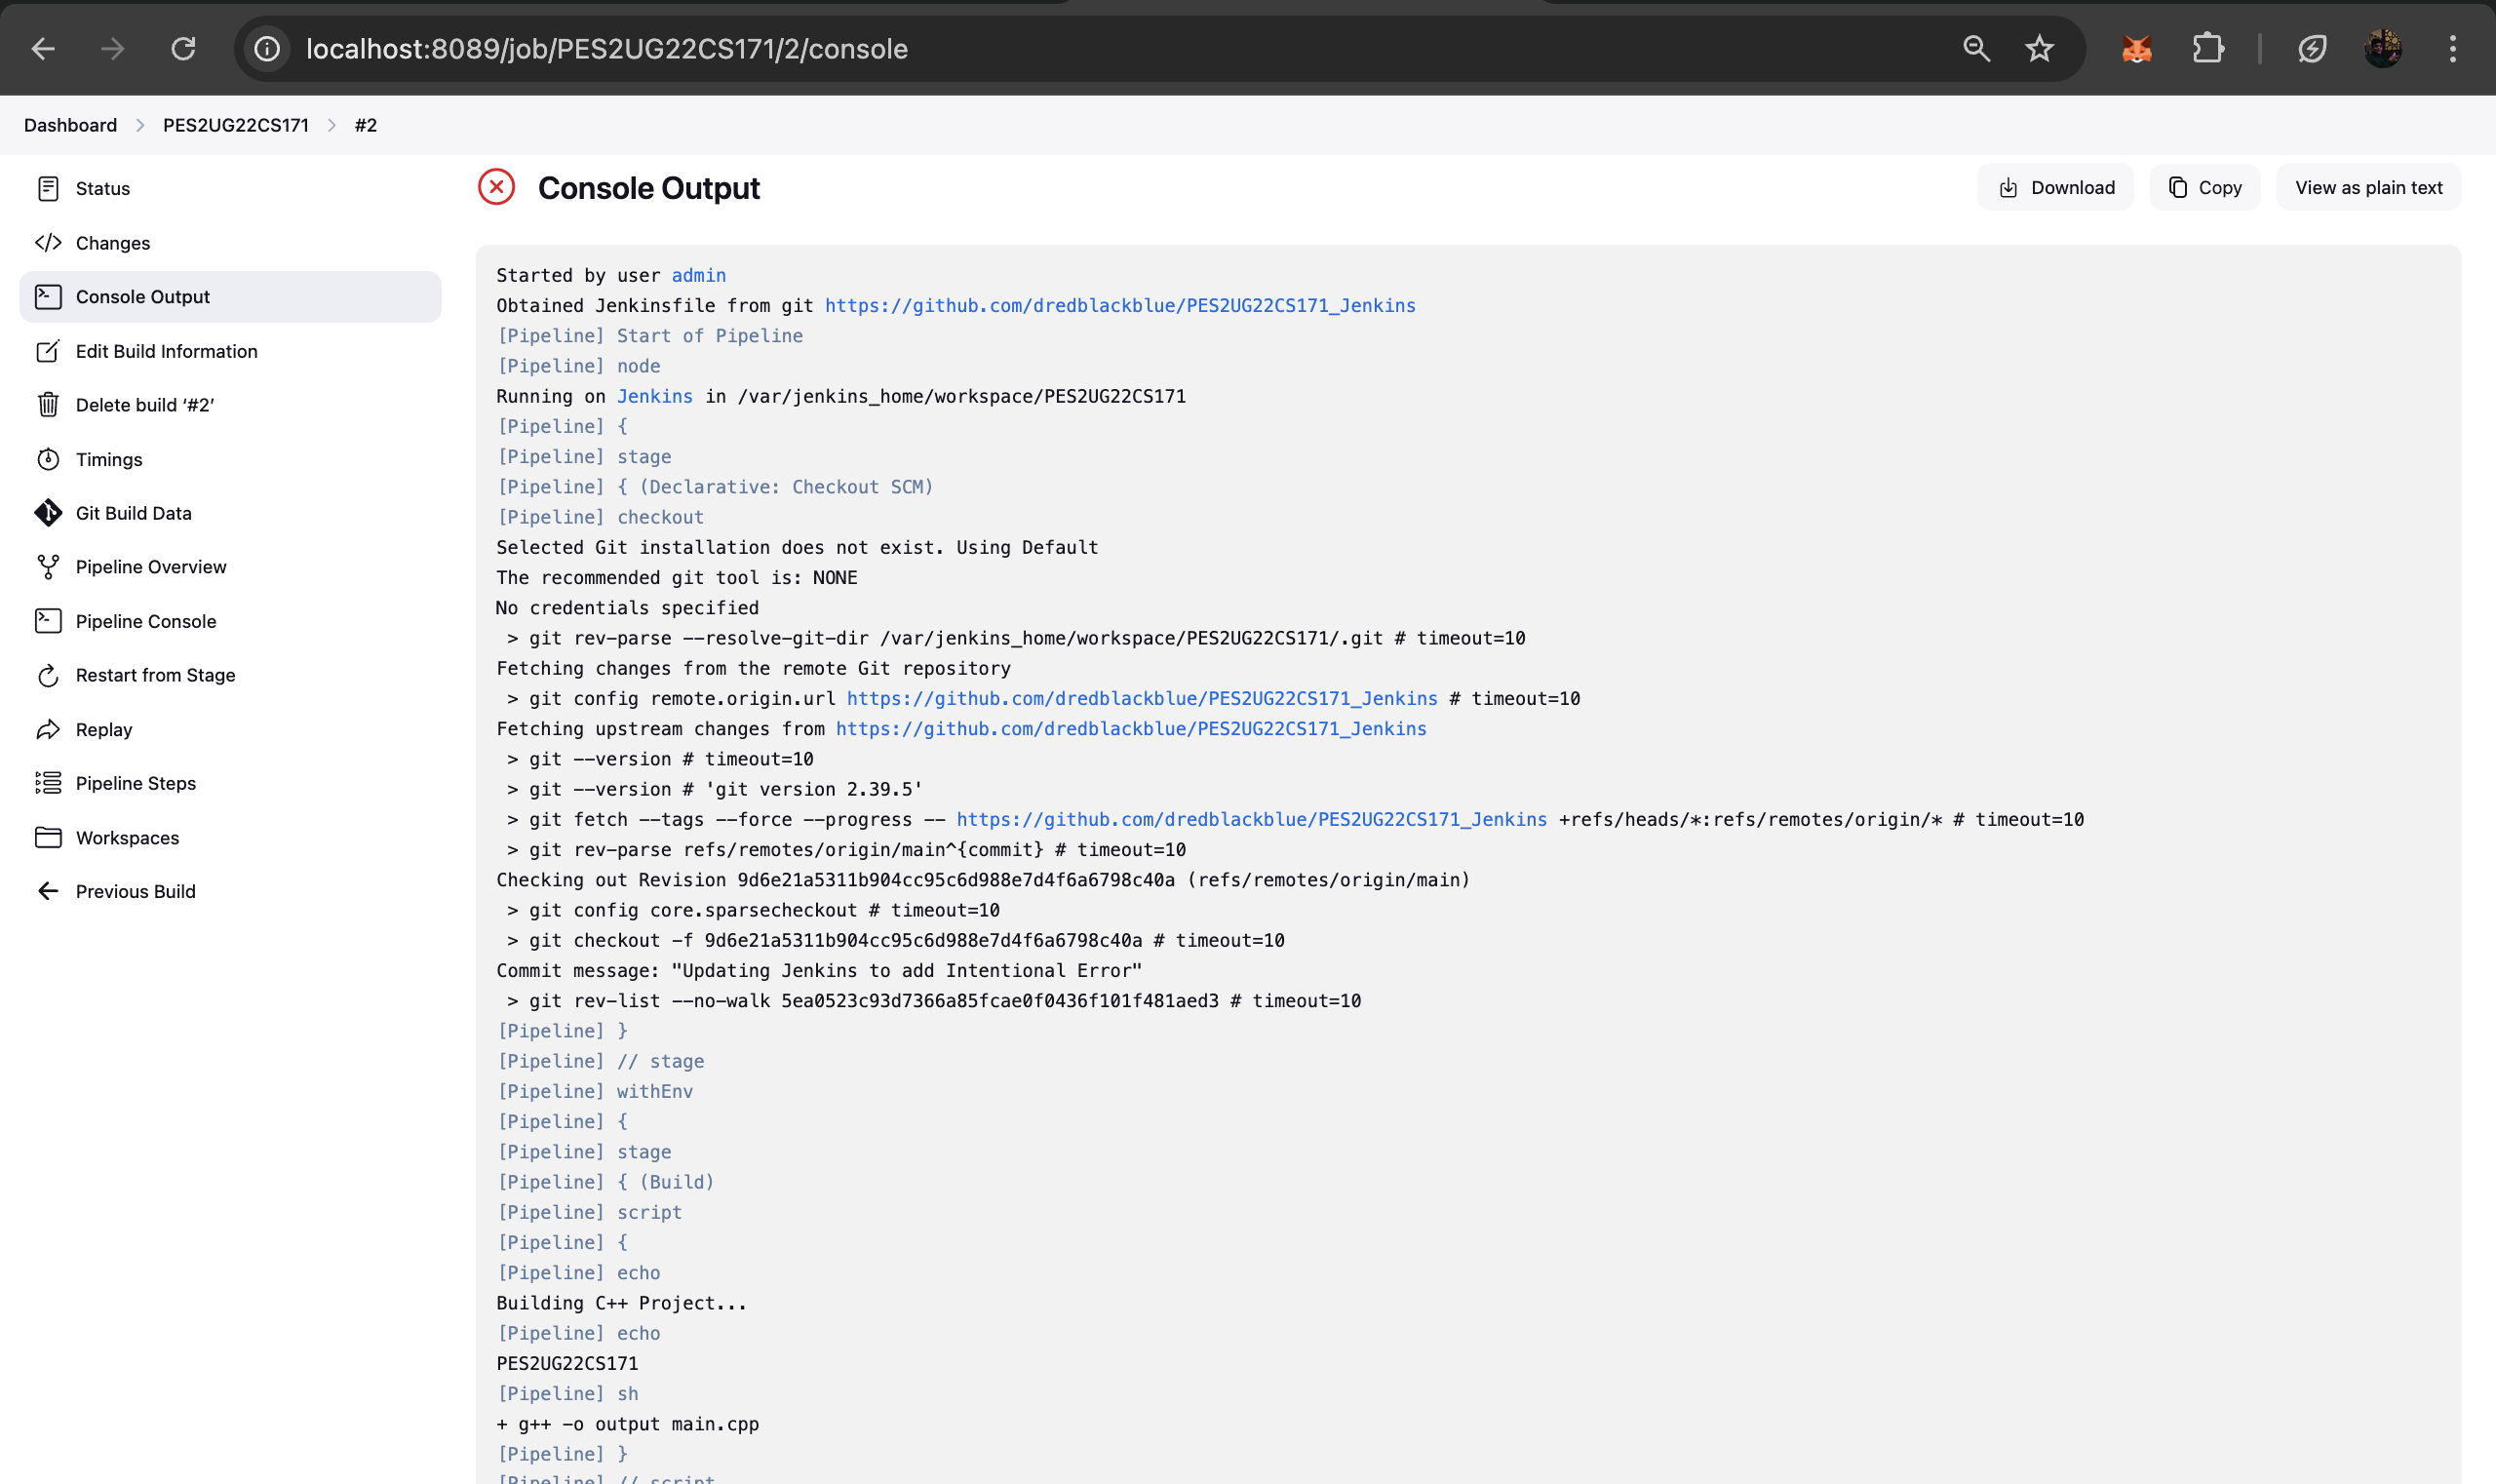 localhost:8089/job/PES2UG22CS171/2/console
Dashboard > PES2UG22CS171 > #2
Status
Changes
Console Output
Edit Build Information
Delete build ‘#2’
Timings
Git Build Data
Pipeline Overview
Pipeline Console
Restart from Stage
Replay
Pipeline Steps
Workspaces
Previous Build
Console Output
Download
Copy
View as plain text
Started by user admin
Obtained Jenkinsfile from git https://github.com/dredblackblue/PES2UG22CS171_Jenkins
[Pipeline] Start of Pipeline
[Pipeline] node
Running on Jenkins in /var/jenkins_home/workspace/PES2UG22CS171
[Pipeline] {
[Pipeline] stage
[Pipeline] { (Declarative: Checkout SCM)
[Pipeline] checkout
Selected Git installation does not exist. Using Default
The recommended git tool is: NONE
No credentials specified
> git rev-parse --resolve-git-dir /var/jenkins_home/workspace/PES2UG22CS171/.git # timeout=10
Fetching changes from the remote Git repository
> git config remote.origin.url https://github.com/dredblackblue/PES2UG22CS171_Jenkins # timeout=10
Fetching upstream changes from https://github.com/dredblackblue/PES2UG22CS171_Jenkins
> git --version # timeout=10
> git --version # 'git version 2.39.5'
> git fetch --tags --force --progress -- https://github.com/dredblackblue/PES2UG22CS171_Jenkins +refs/heads/*:refs/remotes/origin/* # timeout=10
> git rev-parse refs/remotes/origin/main^{commit} # timeout=10
Checking out Revision 9d6e21a5311b904cc95c6d988e7d4f6a6798c40a (refs/remotes/origin/main)
> git config core.sparsecheckout # timeout=10
> git checkout -f 9d6e21a5311b904cc95c6d988e7d4f6a6798c40a # timeout=10
Commit message: "Updating Jenkins to add Intentional Error"
> git rev-list --no-walk 5ea0523c93d7366a85fcae0f0436f101f481aed3 # timeout=10
[Pipeline] }
[Pipeline] // stage
[Pipeline] withEnv
[Pipeline] {
[Pipeline] stage
[Pipeline] { (Build)
[Pipeline] script
[Pipeline] {
[Pipeline] echo
Building C++ Project...
[Pipeline] echo
PES2UG22CS171
[Pipeline] sh
+ g++ -o output main.cpp
[Pipeline] }
[Pipeline] // script